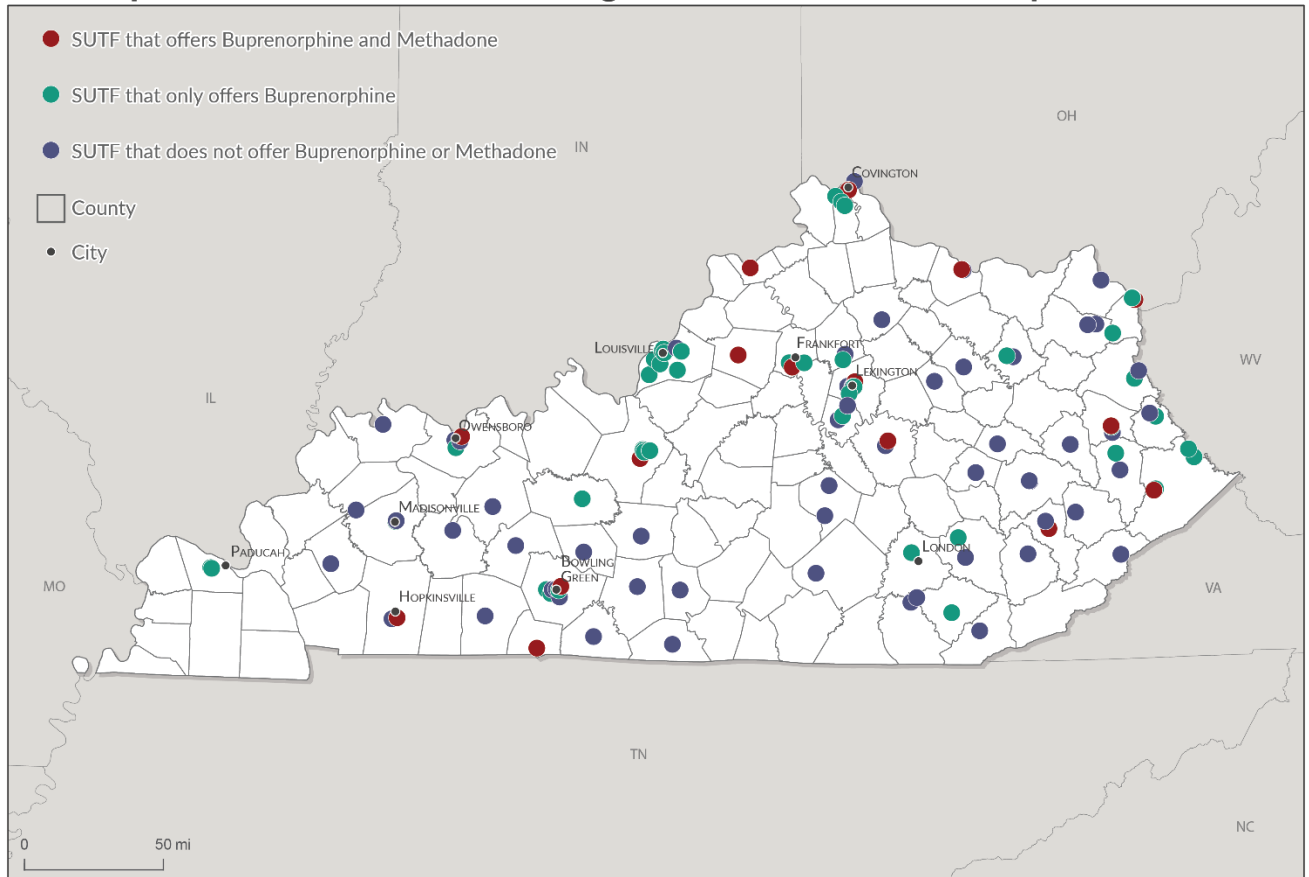 SUTF that offers Buprenorphine and Methadone
SUTF that only offers Buprenorphine
SUTF that does not offer Buprenorphine or Methadone
County
City
OH
IN
COVINGTON
LOUISVILLE
FRANKFORT
WV
LEXINGTON
IL
OWENSBORO
MADISONVILLE
PADUCAH
LONDON
BOWLING
GREEN
MO
VA
HOPKINSVILLE
TN
NC
0
50 mi